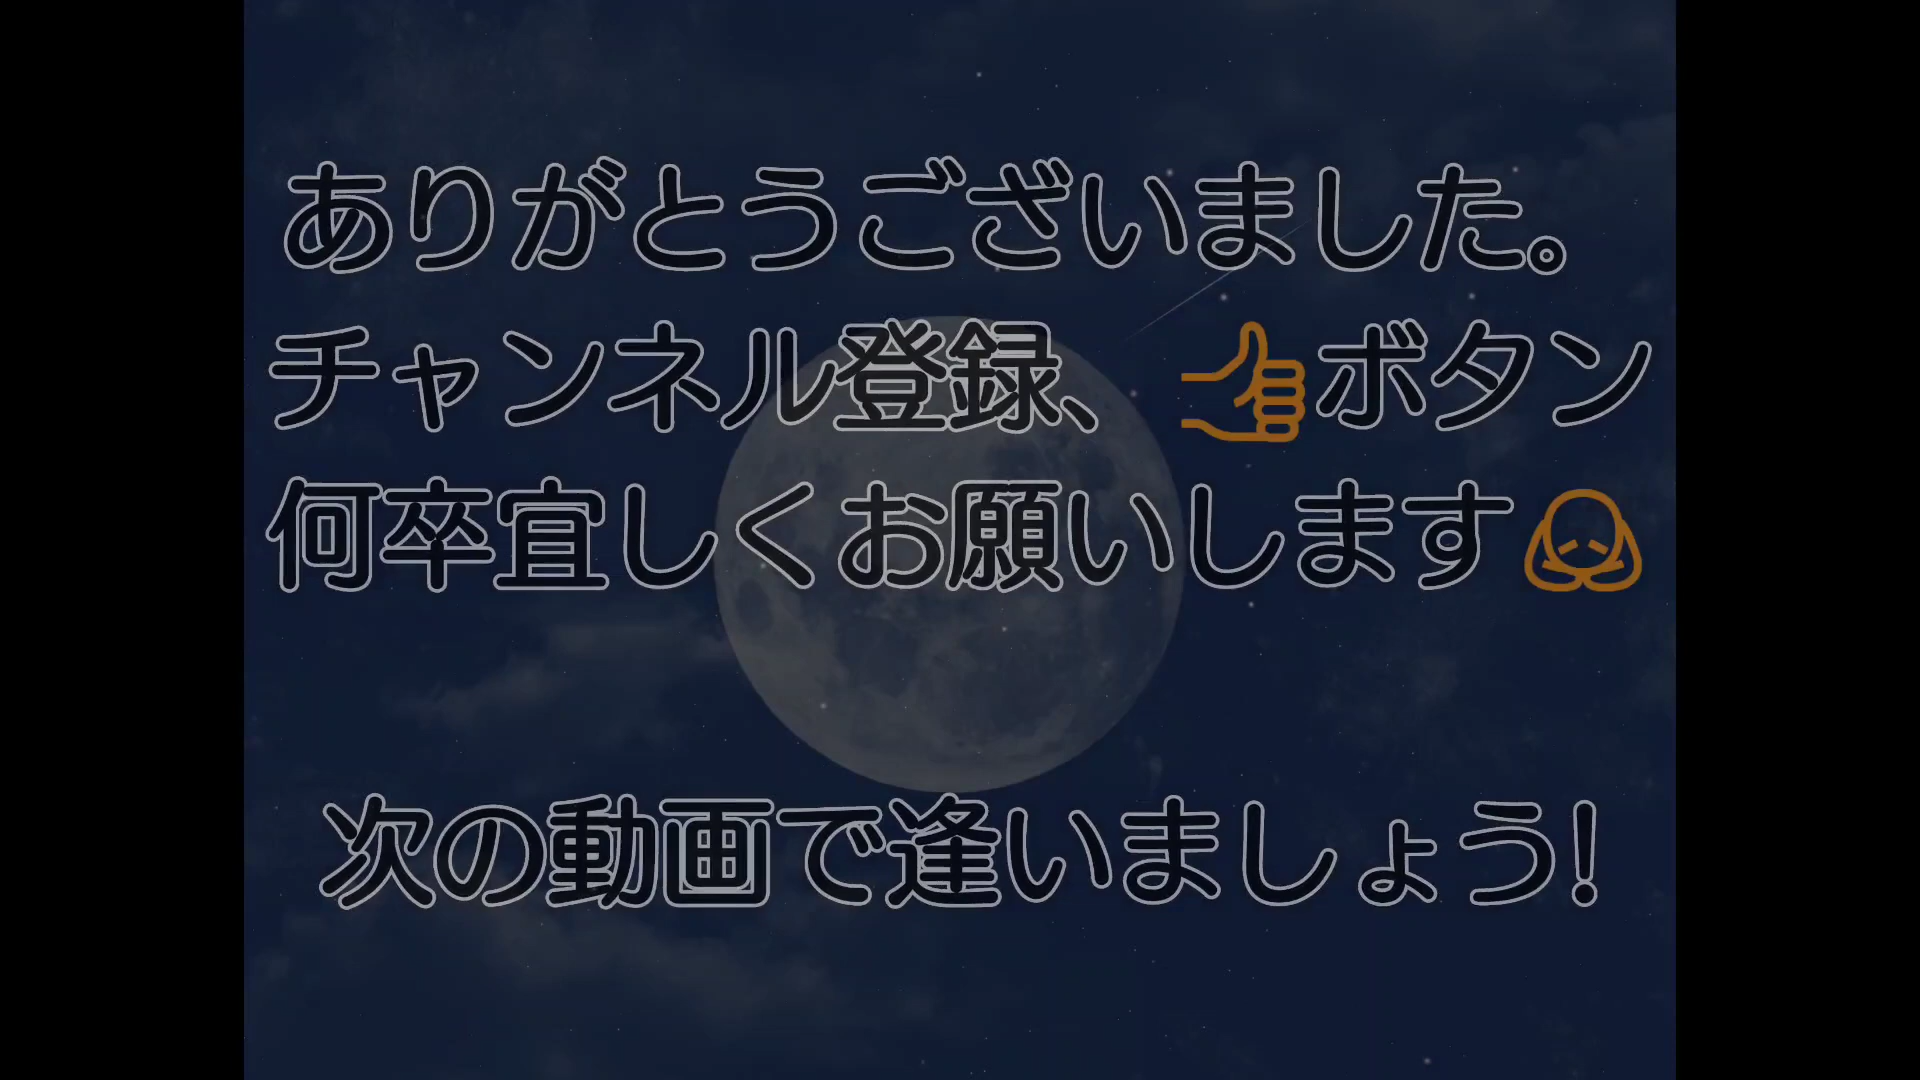 ありがとうございました。
チャンネル登録、👍ボタン
何卒宜しくお願いします🙇
次の動画で逢いましょう!